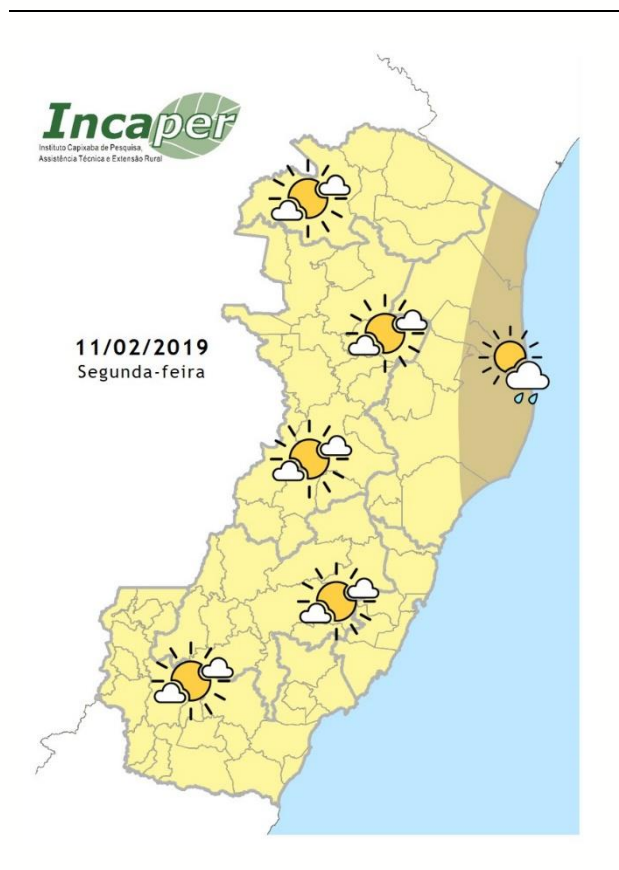 Incaper
Instituto Capixaba de Pesquisa,
Assistência Técnica e Extensão Rural
11/02/2019
Segunda-feira